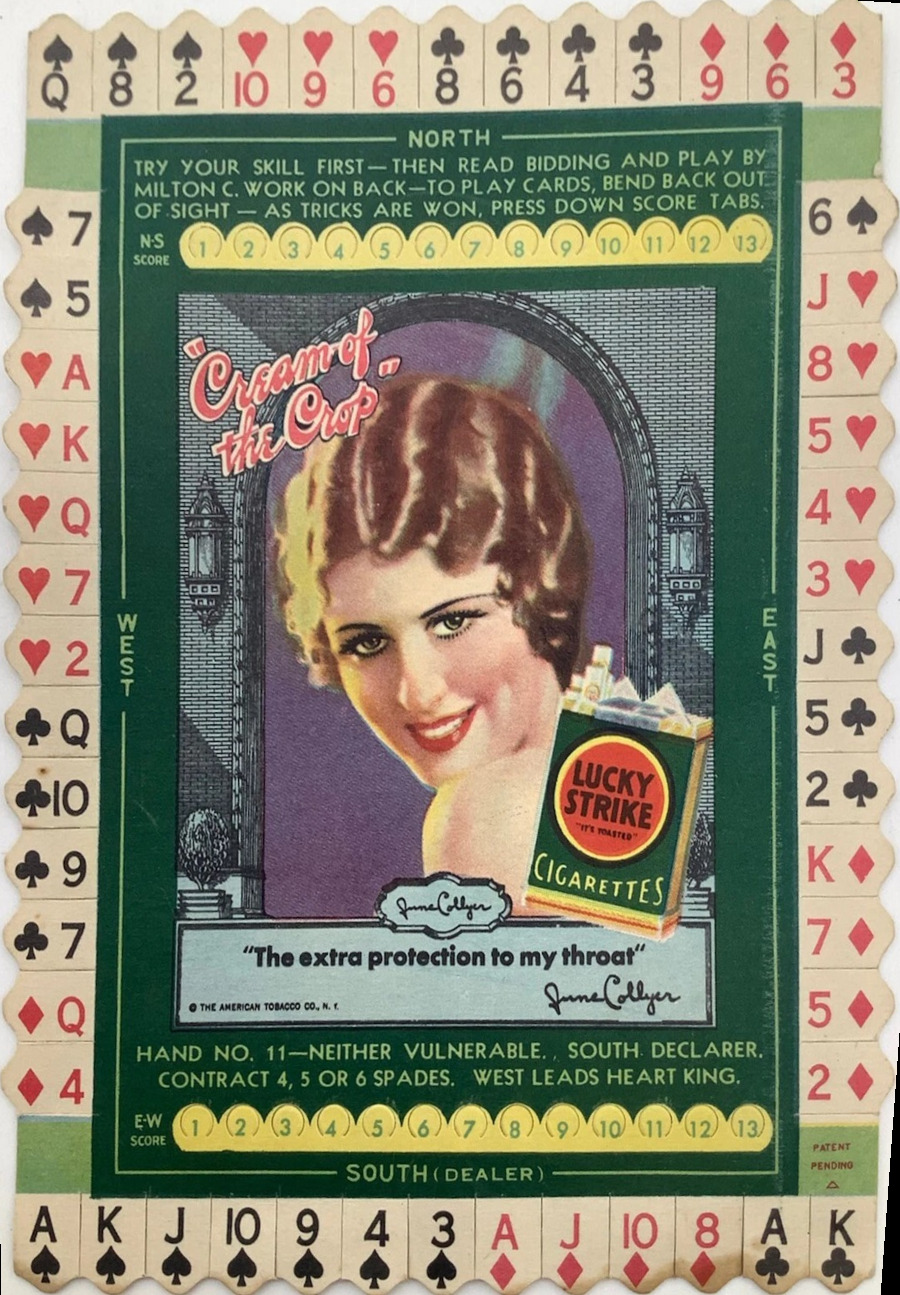 ♠ ♠ ♠ ♥ ♥ ♥ ♣ ♣ ♣ ♣ ♦ ♦ ♦
Q 8 2 10 9 6 8 6 4 3 9 6 3
NORTH
TRY YOUR SKILL FIRST—THEN READ BIDDING AND PLAY BY
MILTON C. WORK ON BACK—TO PLAY CARDS, BEND BACK OUT
OF SIGHT — AS TRICKS ARE WON, PRESS DOWN SCORE TABS.
N-S
SCORE
1 2 3 4 5 6 7 8 9 10 11 12 13
♠ 7
♠ 5
♥ A
♥ K
♥ Q
♥ 7
♥ 2
♣ Q
♣ 10
♣ 9
♣ 7
♦ Q
♦ 4
WEST
"Cream of
the Crop"
LUCKY
STRIKE
"IT'S TOASTED"
CIGARETTES
June Collyer
"The extra protection to my throat"
June Collyer
© THE AMERICAN TOBACCO CO., N. Y.
EAST
6 ♠
J ♥
8 ♥
5 ♥
4 ♥
3 ♥
J ♣
5 ♣
2 ♣
K ♦
7 ♦
5 ♦
2 ♦
HAND NO. 11—NEITHER VULNERABLE. , SOUTH DECLARER.
CONTRACT 4, 5 OR 6 SPADES. WEST LEADS HEART KING.
E-W
SCORE
1 2 3 4 5 6 7 8 9 10 11 12 13
PATENT
PENDING
SOUTH (DEALER)
A K J 10 9 4 3 A J 10 8 A K
♠ ♠ ♠ ♠ ♠ ♠ ♠ ♦ ♦ ♦ ♦ ♣ ♣